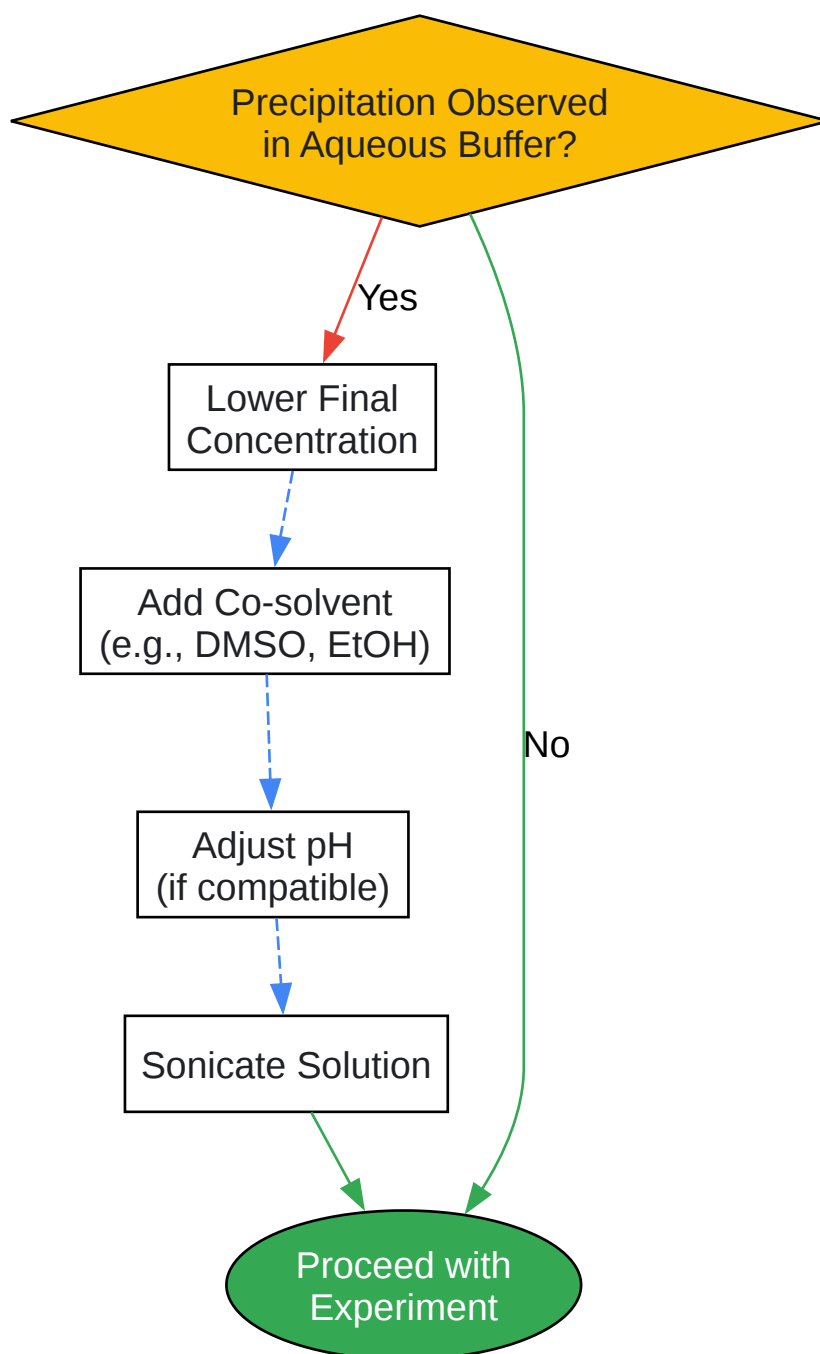 Precipitation Observed
in Aqueous Buffer?
Yes
Lower Final
Concentration
Add Co-solvent
(e.g., DMSO, EtOH)
No
Adjust pH
(if compatible)
Sonicate Solution
Proceed with
Experiment